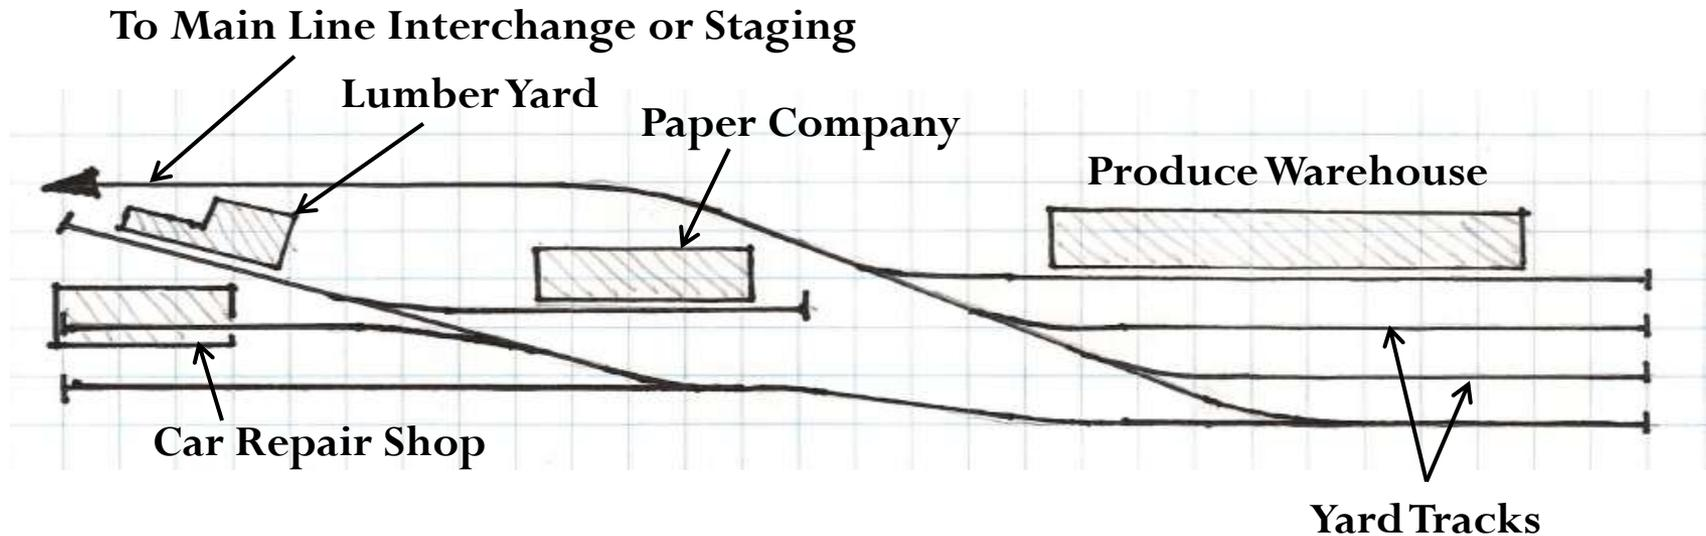 To Main Line Interchange or Staging
Lumber Yard
Paper Company
Produce Warehouse
Car Repair Shop
Yard Tracks